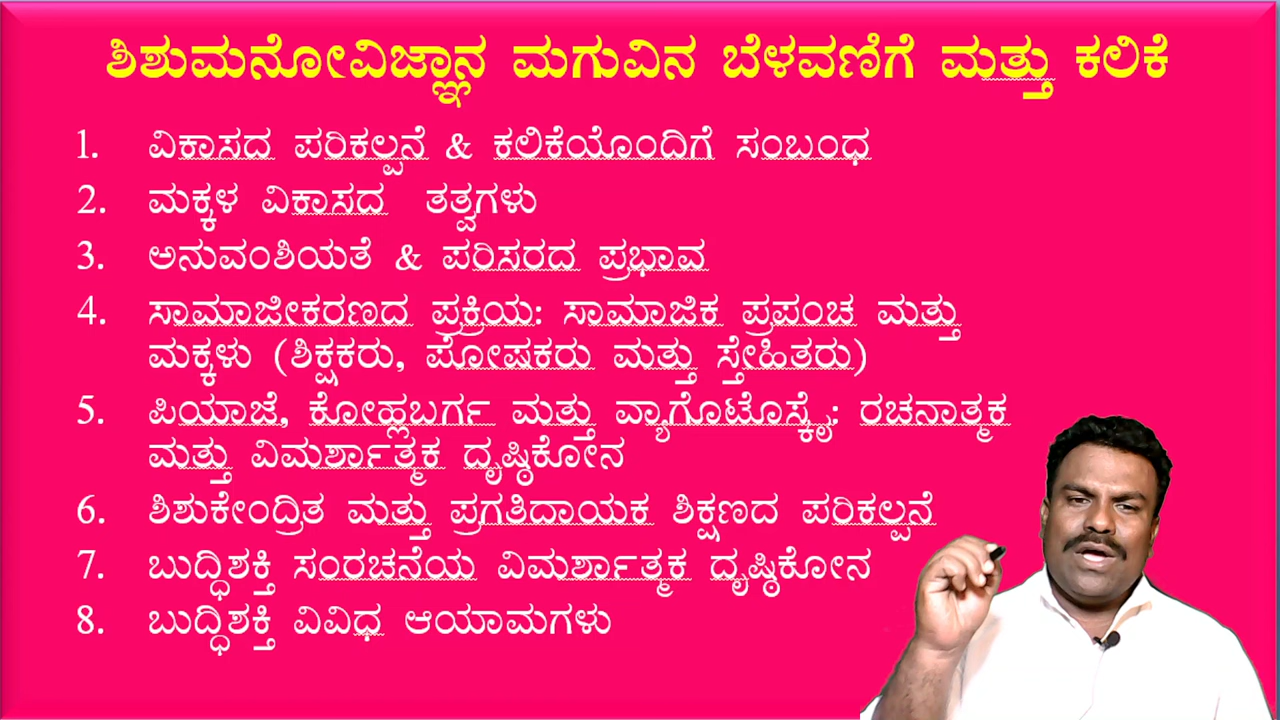 ಶಿಶುಮನೋವಿಜ್ಞಾನ ಮಗುವಿನ ಬೆಳವಣಿಗೆ ಮತ್ತು ಕಲಿಕೆ
1. ವಿಕಾಸದ ಪರಿಕಲ್ಪನೆ & ಕಲಿಕೆಯೊಂದಿಗೆ ಸಂಬಂಧ
2. ಮಕ್ಕಳ ವಿಕಾಸದ ತತ್ವಗಳು
3. ಅನುವಂಶಿಯತೆ & ಪರಿಸರದ ಪ್ರಭಾವ
4. ಸಾಮಾಜೀಕರಣದ ಪ್ರಕ್ರಿಯ: ಸಾಮಾಜಿಕ ಪ್ರಪಂಚ ಮತ್ತು
ಮಕ್ಕಳು (ಶಿಕ್ಷಕರು, ಪೋಷಕರು ಮತ್ತು ಸ್ತೇಹಿತರು)
5. ಪಿಯಾಜೆ, ಕೋಹ್ಲಬರ್ಗ ಮತ್ತು ವ್ಯಾಗೊಟೊಸ್ಕೈ: ರಚನಾತ್ಮಕ
ಮತ್ತು ವಿಮರ್ಶಾತ್ಮಕ ದೃಷ್ಠಿಕೋನ
6. ಶಿಶುಕೇಂದ್ರಿತ ಮತ್ತು ಪ್ರಗತಿದಾಯಕ ಶಿಕ್ಷಣದ ಪರಿಕಲ್ಪನೆ
7. ಬುದ್ಧಿಶಕ್ತಿ ಸಂರಚನೆಯ ವಿಮರ್ಶಾತ್ಮಕ ದೃಷ್ಠಿಕೋನ
8. ಬುದ್ಧಿಶಕ್ತಿ ವಿವಿಧ ಆಯಾಮಗಳು